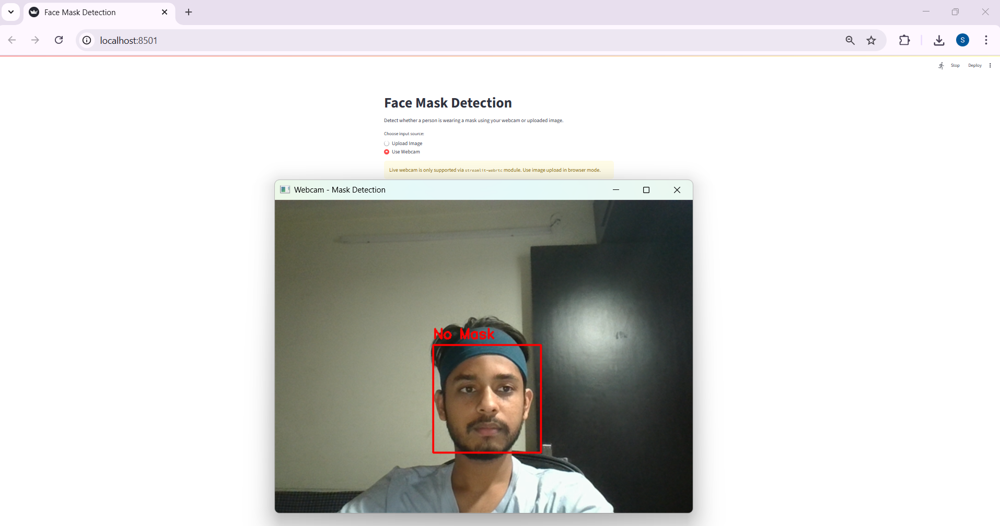 Face Mask Detection
localhost:8501
S
Stop Deploy
Face Mask Detection
Detect whether a person is wearing a mask using your webcam or uploaded image.
Choose input source:
Upload Image
Use Webcam
Live webcam is only supported via streamlit-webrtc module. Use image upload in browser mode.
Webcam - Mask Detection
No Mask